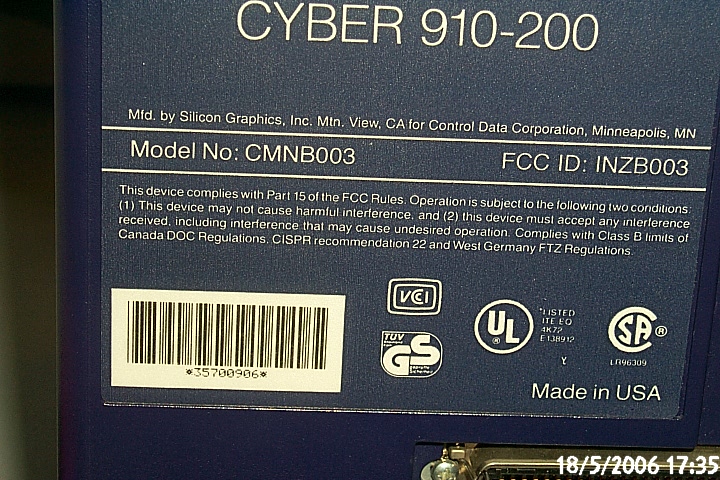 CYBER 910-200
Mfd. by Silicon Graphics, Inc. Mtn. View, CA for Control Data Corporation, Minneapolis, MN
Model No: CMNB003
FCC ID: INZB003
This device complies with Part 15 of the FCC Rules. Operation is subject to the following two conditions:
(1) This device may not cause harmful interference, and (2) this device must accept any interference
received, including interference that may cause undesired operation. Complies with Class B limits of
Canada DOC Regulations. CISPR recommendation 22 and West Germany FTZ Regulations.
VCI
UL
®
*LISTED
ITE EQ
4K72
E138912
Y
SA ®
LR96309
TUV
GS
*35700906*
Made in USA
18/5/2006 17:35